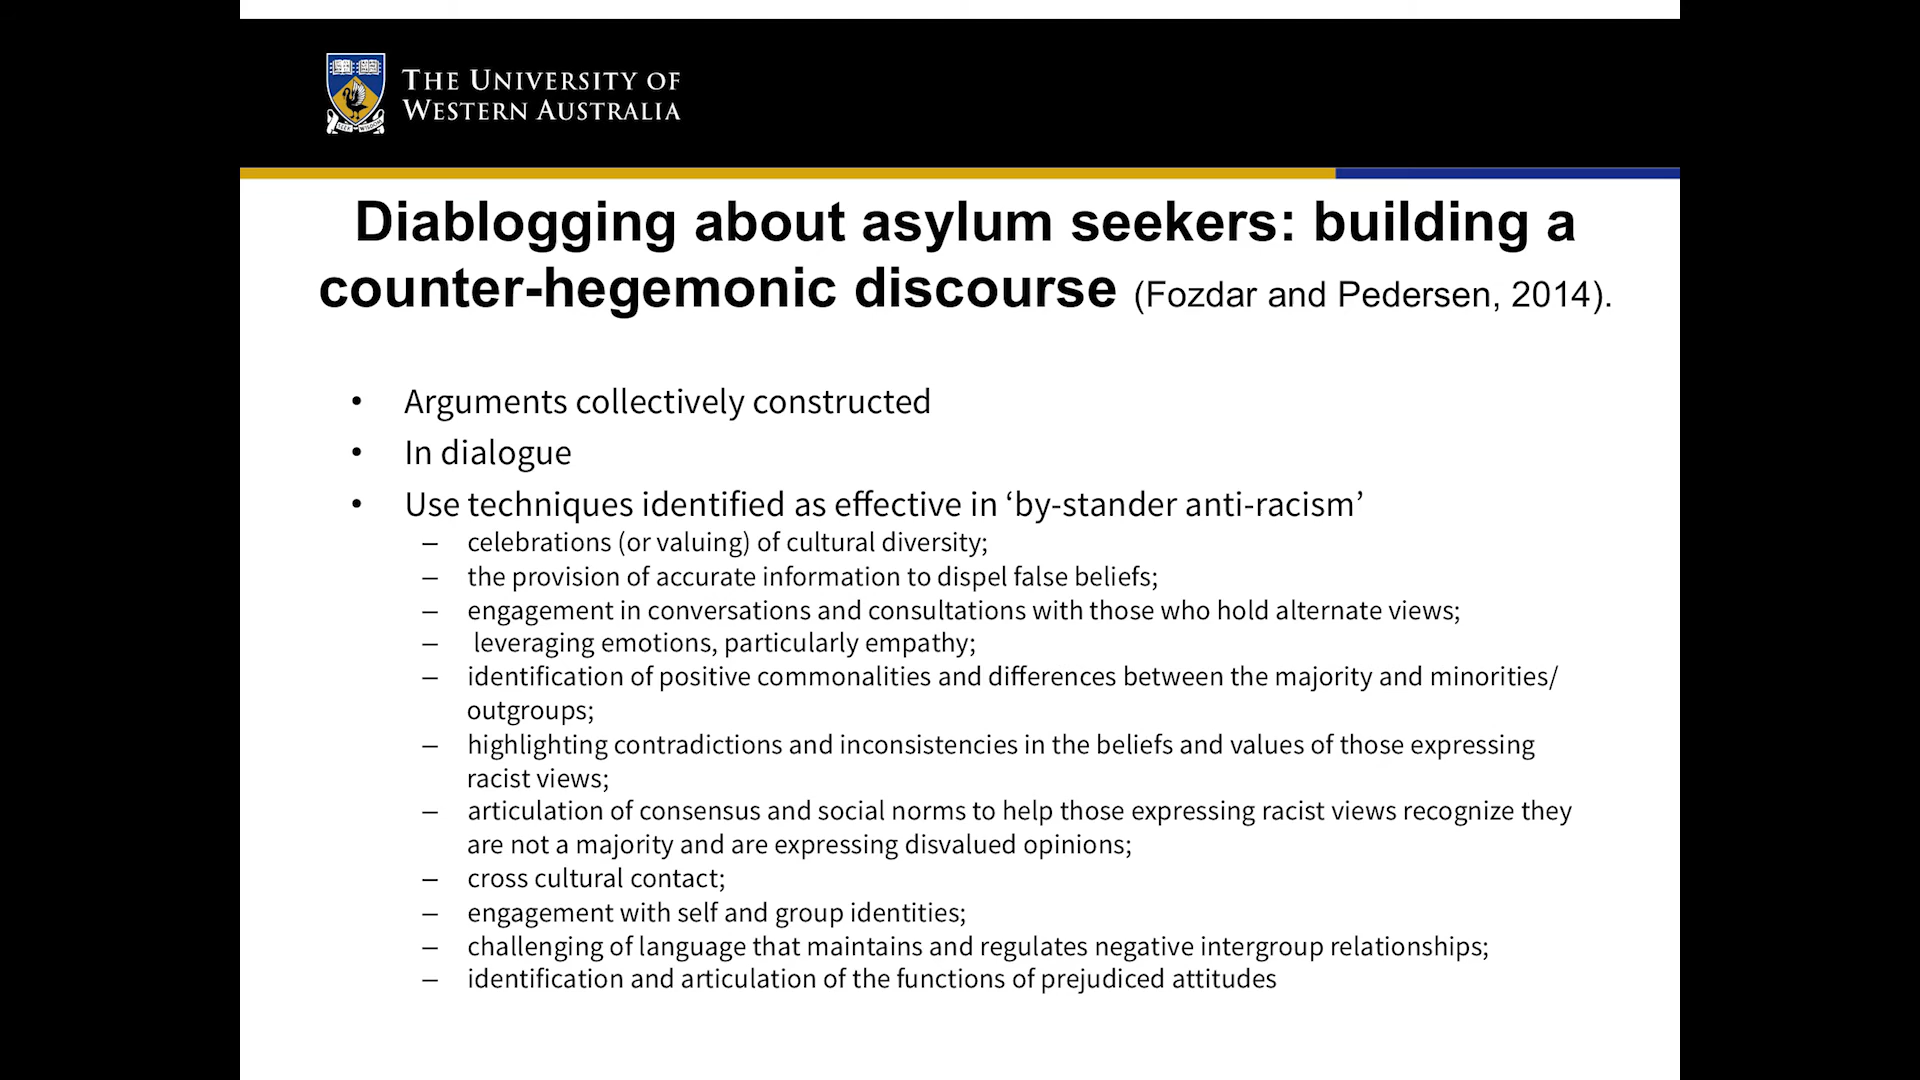 THE UNIVERSITY OF
WESTERN AUSTRALIA
Diablogging about asylum seekers: building a
counter-hegemonic discourse (Fozdar and Pedersen, 2014).
• Arguments collectively constructed
• In dialogue
• Use techniques identified as effective in ‘by-stander anti-racism’
– celebrations (or valuing) of cultural diversity;
– the provision of accurate information to dispel false beliefs;
– engagement in conversations and consultations with those who hold alternate views;
– leveraging emotions, particularly empathy;
– identification of positive commonalities and differences between the majority and minorities/
outgroups;
– highlighting contradictions and inconsistencies in the beliefs and values of those expressing
racist views;
– articulation of consensus and social norms to help those expressing racist views recognize they
are not a majority and are expressing disvalued opinions;
– cross cultural contact;
– engagement with self and group identities;
– challenging of language that maintains and regulates negative intergroup relationships;
– identification and articulation of the functions of prejudiced attitudes